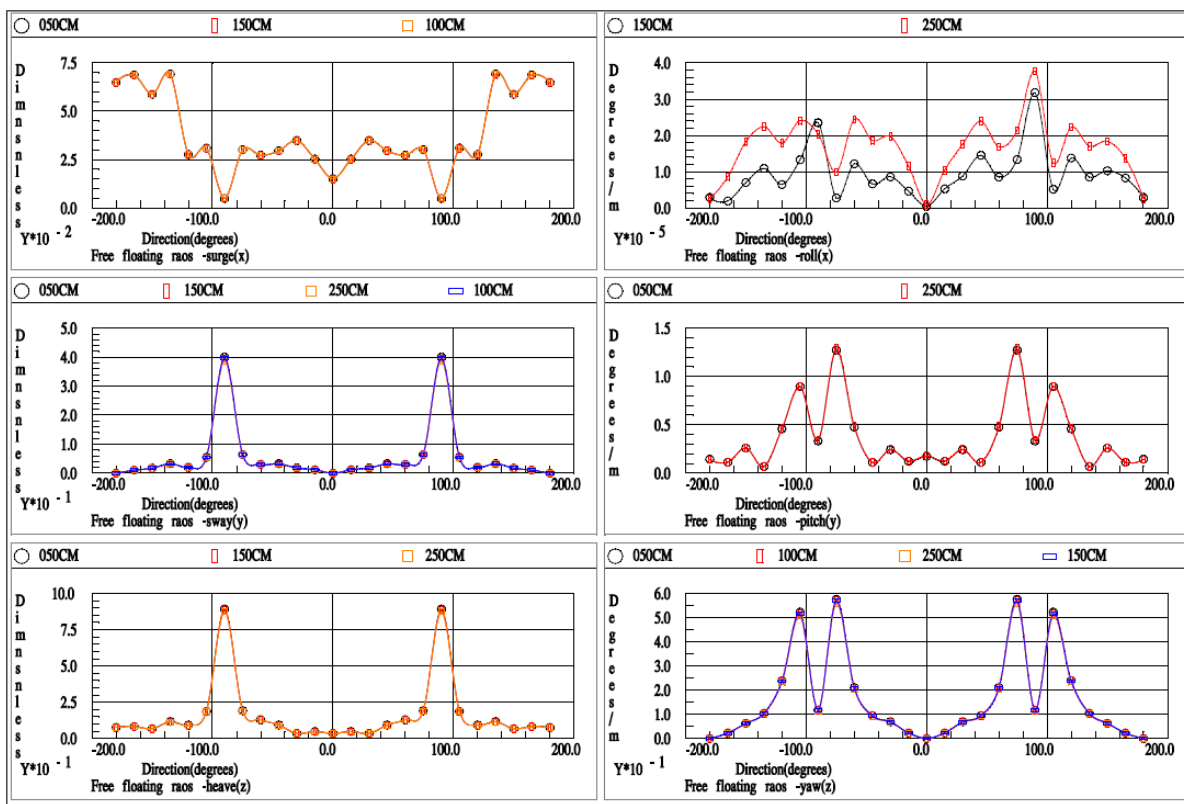 050CM 150CM 100CM
Dimnsnless
7.5
5.0
2.5
0.0
-200.0 -100.0 0.0 100.0 200.0
Y*10 - 2
Direction(degrees)
Free floating raos -surge(x)
150CM 250CM
Degrees/m
4.0
3.0
2.0
1.0
0.0
-200.0 -100.0 0.0 100.0 200.0
Y*10 - 5
Direction(degrees)
Free floating raos -roll(x)
050CM 150CM 250CM 100CM
Dimnsnless
5.0
4.0
3.0
2.0
1.0
0.0
-200.0 -100.0 0.0 100.0 200.0
Y*10 - 1
Direction(degrees)
Free floating raos -sway(y)
050CM 250CM
Degrees/m
1.5
1.0
0.5
0.0
-200.0 -100.0 0.0 100.0 200.0
Direction(degrees)
Free floating raos -pitch(y)
050CM 150CM 250CM
Dimnsnless
10.0
7.5
5.0
2.5
0.0
-200.0 -100.0 0.0 100.0 200.0
Y*10 - 1
Direction(degrees)
Free floating raos -heave(z)
050CM 100CM 250CM 150CM
Degrees/m
6.0
5.0
4.0
3.0
2.0
1.0
0.0
-200.0 -100.0 0.0 100.0 200.0
Y*10 - 1
Direction(degrees)
Free floating raos -yaw(z)